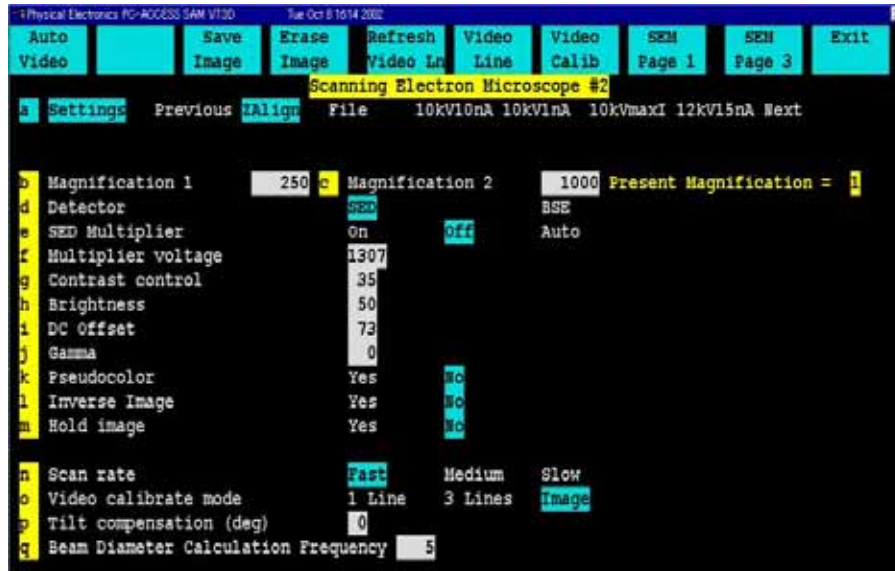 Physical Electronics PC-ACCESS SAM VT3D Tue Oct 8 16:14 2002
Auto Video Save Image Erase Image Refresh Video Ln Video Line Video Calib SEM Page 1 SEM Page 3 Exit
Scanning Electron Microscope #2
a Settings Previous ZAlign File 10kV10nA 10kV1nA 10kVmaxI 12kV15nA Next
b Magnification 1 250 c Magnification 2 1000 Present Magnification = 1
d Detector SED BSE
e SED Multiplier On Off Auto
f Multiplier voltage 1307
g Contrast control 35
h Brightness 50
i DC Offset 73
j Gamma 0
k Pseudocolor Yes No
l Inverse Image Yes No
m Hold image Yes No
n Scan rate Fast Medium Slow
o Video calibrate mode 1 Line 3 Lines Image
p Tilt compensation (deg) 0
q Beam Diameter Calculation Frequency 5